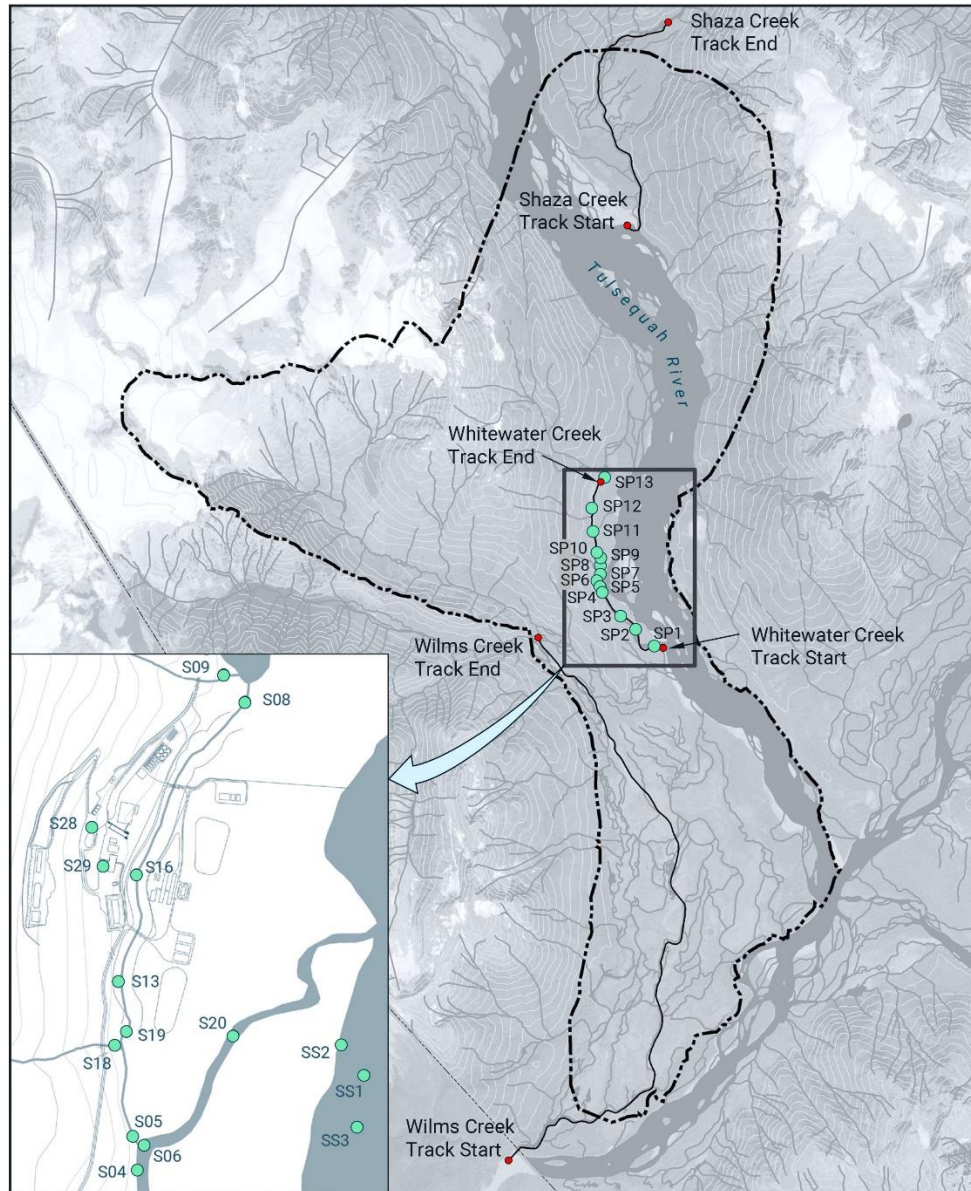 Shaza Creek
Track End
Shaza Creek
Track Start
Tulsequah River
Whitewater Creek
Track End
SP13
SP12
SP11
SP10
SP9
SP8
SP7
SP6
SP5
SP4
SP3
SP2
SP1
Wilms Creek
Track End
Whitewater Creek
Track Start
S09
S08
S28
S29
S16
S13
S19
S18
S20
SS2
SS1
SS3
S05
S06
S04
Wilms Creek
Track Start